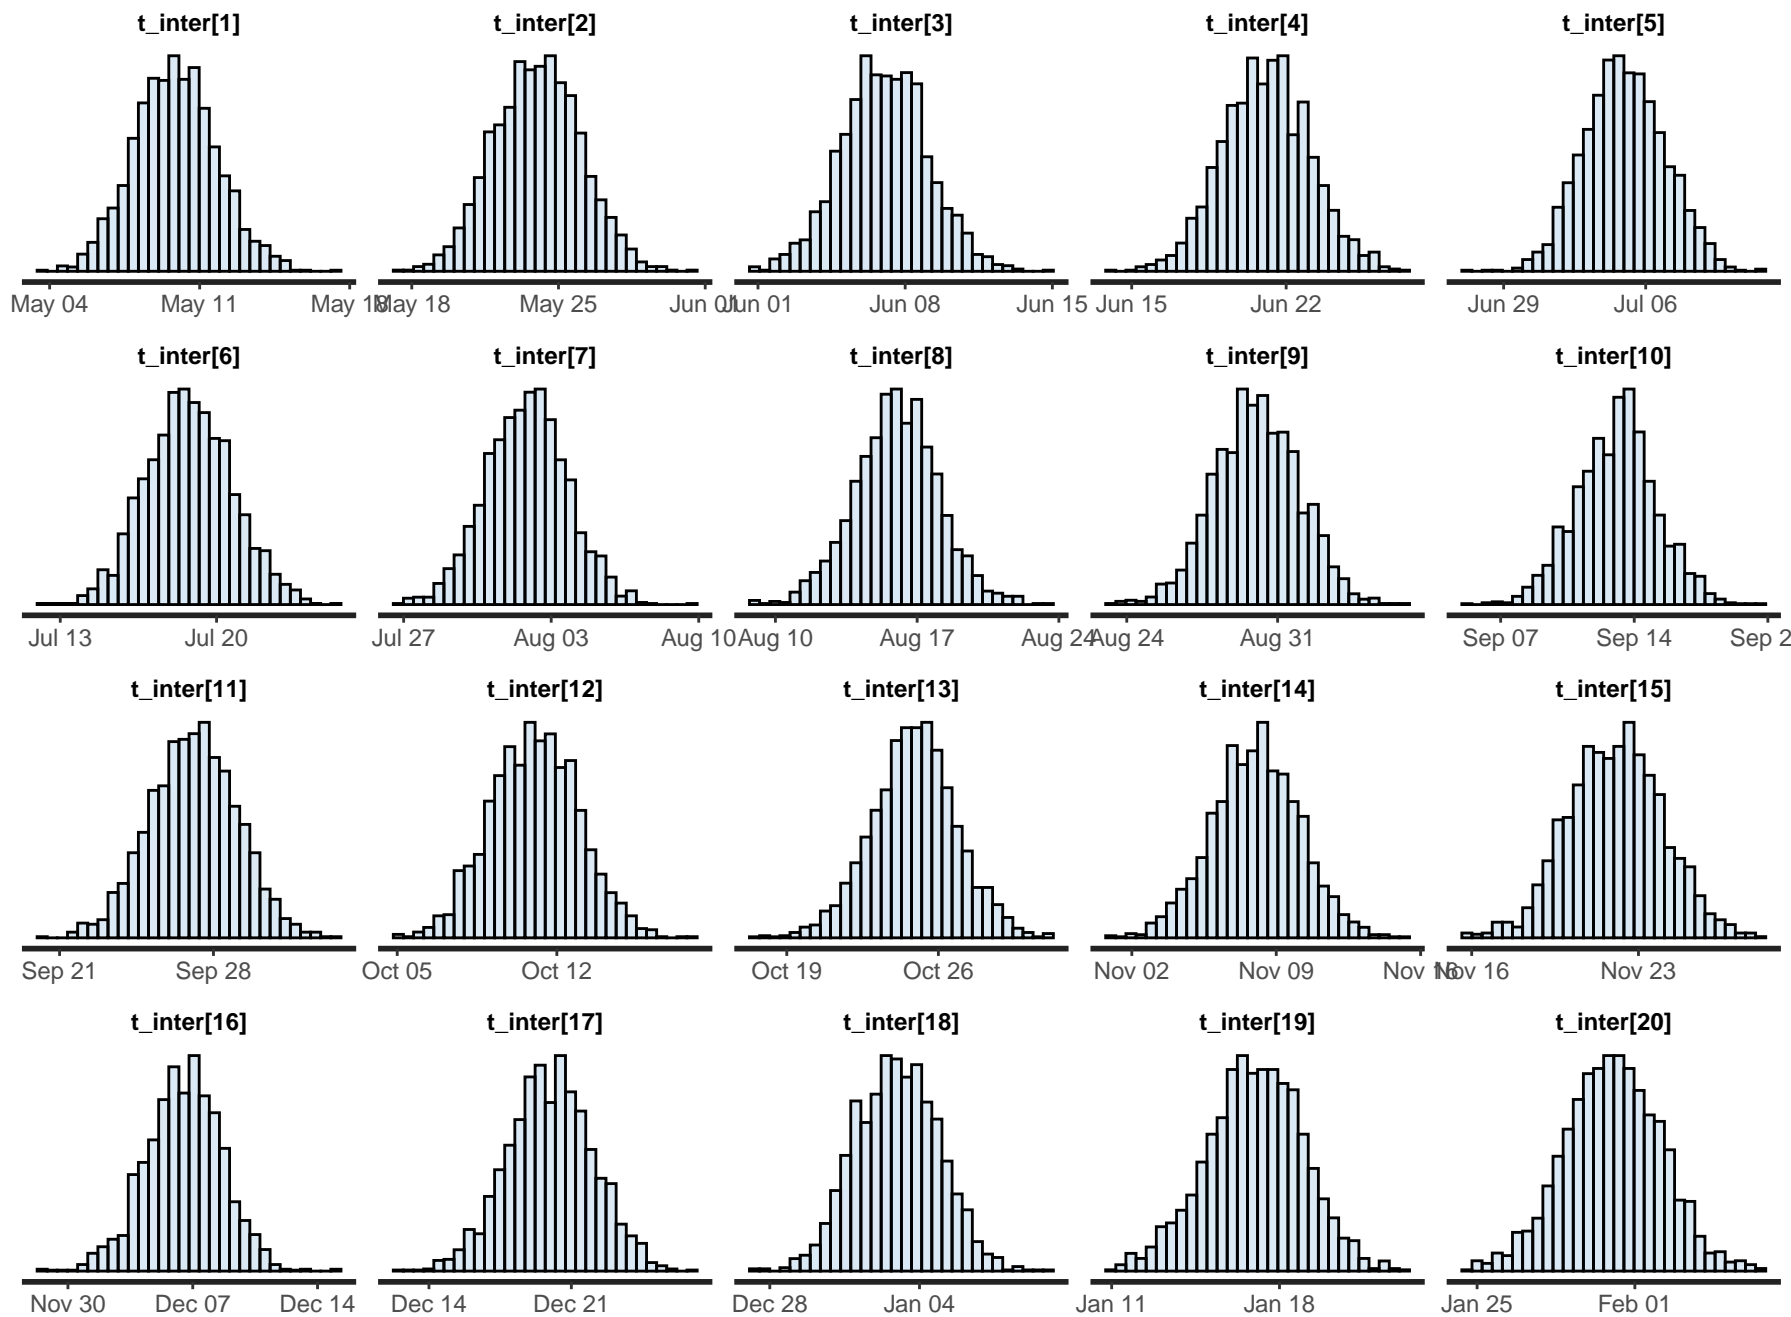 t_inter[1] t_inter[2] t_inter[3] t_inter[4] t_inter[5]
May 04 May 11 May 18 May 18 May 25 Jun 01 Jun 01 Jun 08 Jun 15 Jun 15 Jun 22 Jun 29 Jul 06
t_inter[6] t_inter[7] t_inter[8] t_inter[9] t_inter[10]
Jul 13 Jul 20 Jul 27 Aug 03 Aug 10 Aug 10 Aug 17 Aug 24 Aug 24 Aug 31 Sep 07 Sep 14 Sep 2
t_inter[11] t_inter[12] t_inter[13] t_inter[14] t_inter[15]
Sep 21 Sep 28 Oct 05 Oct 12 Oct 19 Oct 26 Nov 02 Nov 09 Nov 16 Nov 16 Nov 23
t_inter[16] t_inter[17] t_inter[18] t_inter[19] t_inter[20]
Nov 30 Dec 07 Dec 14 Dec 14 Dec 21 Dec 28 Jan 04 Jan 11 Jan 18 Jan 25 Feb 01